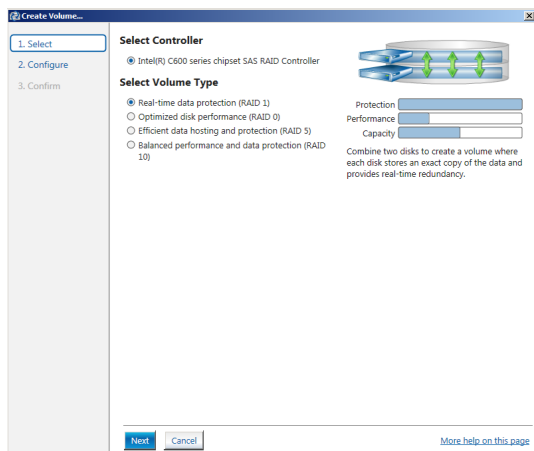 Create Volume...
1. Select
2. Configure
3. Confirm
Select Controller
Intel(R) C600 series chipset SAS RAID Controller
Select Volume Type
Real-time data protection (RAID 1)
Optimized disk performance (RAID 0)
Efficient data hosting and protection (RAID 5)
Balanced performance and data protection (RAID
10)
Protection
Performance
Capacity
Combine two disks to create a volume where
each disk stores an exact copy of the data and
provides real-time redundancy.
Next
Cancel
More help on this page